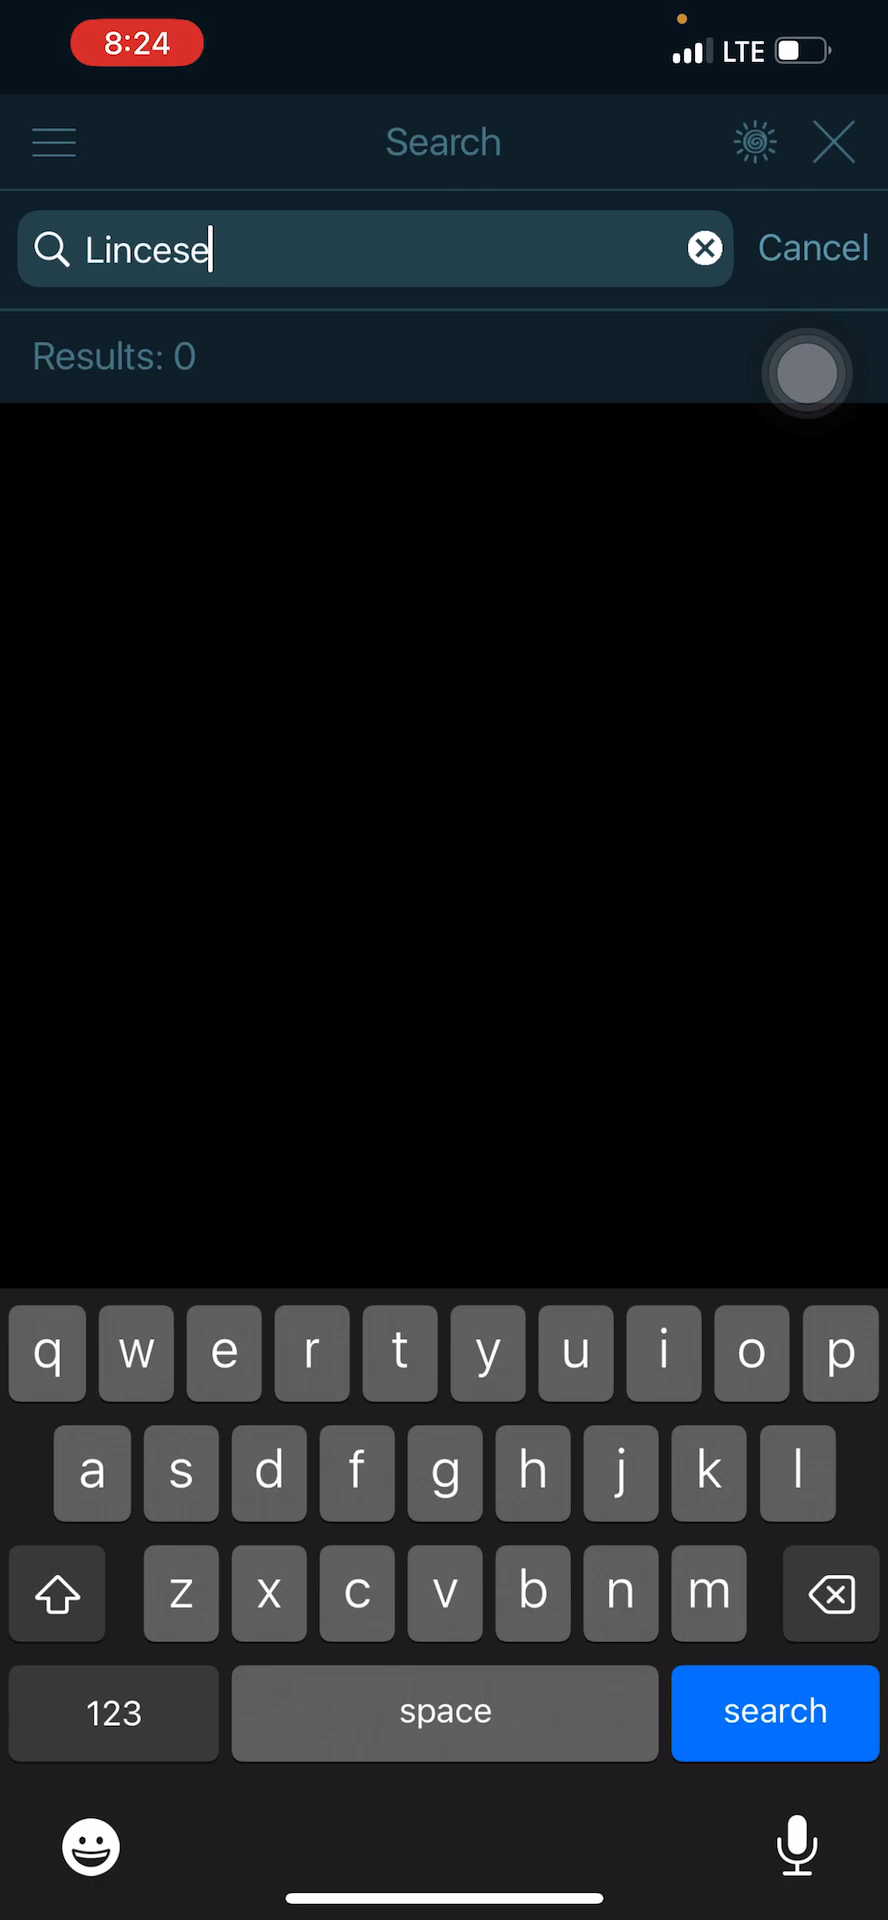 8:24 LTE
Search
Lincese Cancel
Results: 0
q w e r t y u i o p
a s d f g h j k l
z x c v b n m
123 space search